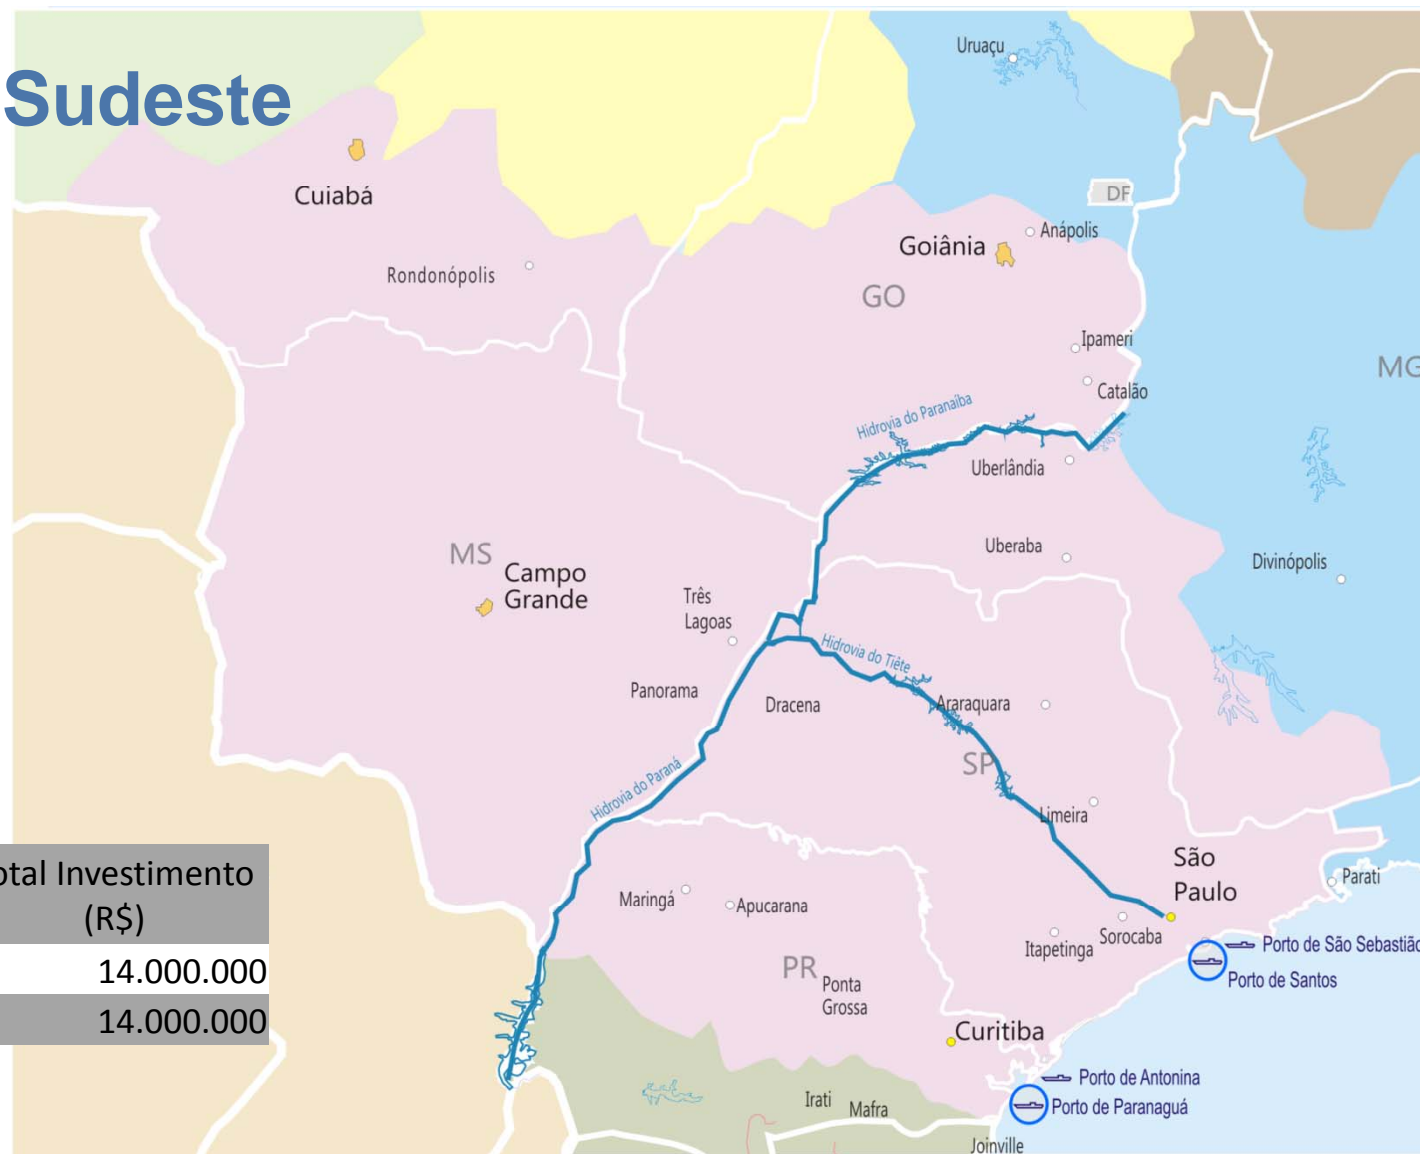 Sudeste
Uruaçu
DF
Cuiabá
Anápolis
Goiânia
Rondonópolis
GO
Ipameri
MG
Catalão
Hidrovia do Paranaíba
Uberlândia
Uberaba
MS
Campo
Grande
Divinópolis
Três
Lagoas
Hidrovia do Tiête
Panorama
Dracena
Araraquara
SP
Hidrovia do Paraná
Limeira
otal Investimento
(R$)
14.000.000
14.000.000
São
Paulo
Parati
Maringá
Apucarana
Itapetinga
Sorocaba
Porto de São Sebastião
Porto de Santos
PR
Ponta
Grossa
Curitiba
Porto de Antonina
Porto de Paranaguá
Irati
Mafra
Joinville